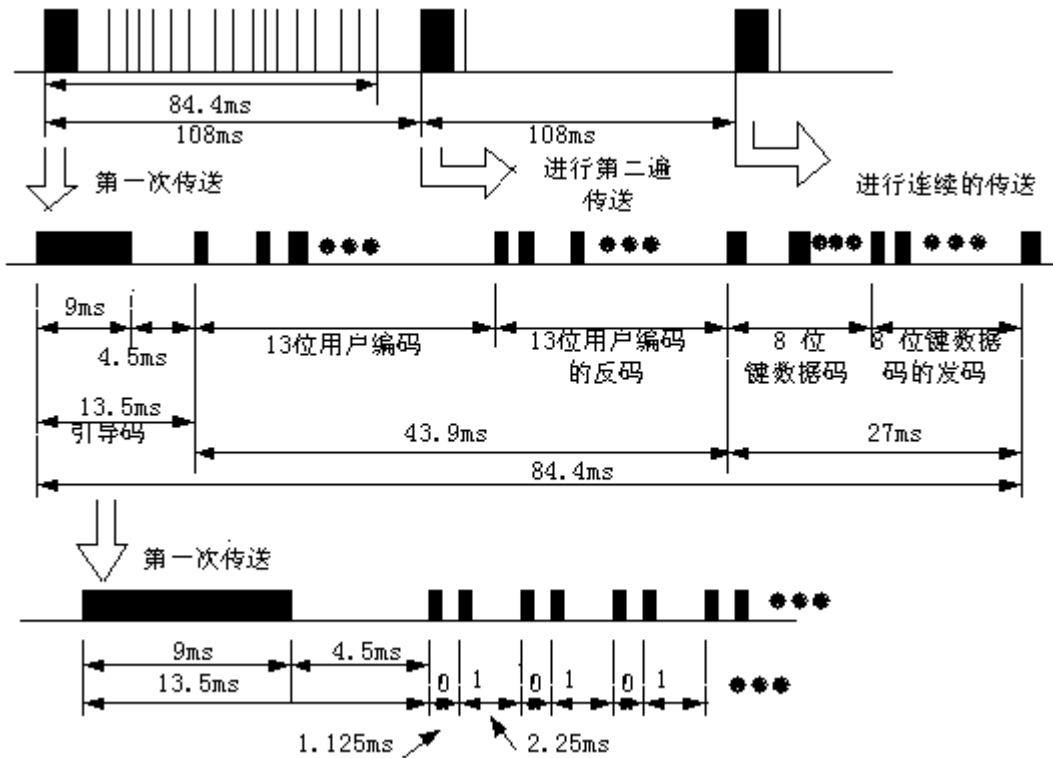 84.4ms
108ms
108ms
第一次传送
进行第二遍
传送
进行连续的传送
9ms
4.5ms
13位用户编码
13位用户编码
的反码
8 位
键数据码
8 位键数据
码的发码
13.5ms
引导码
43.9ms
27ms
84.4ms
第一次传送
9ms
4.5ms
13.5ms
0 1 0 1 0 1
1.125ms
2.25ms